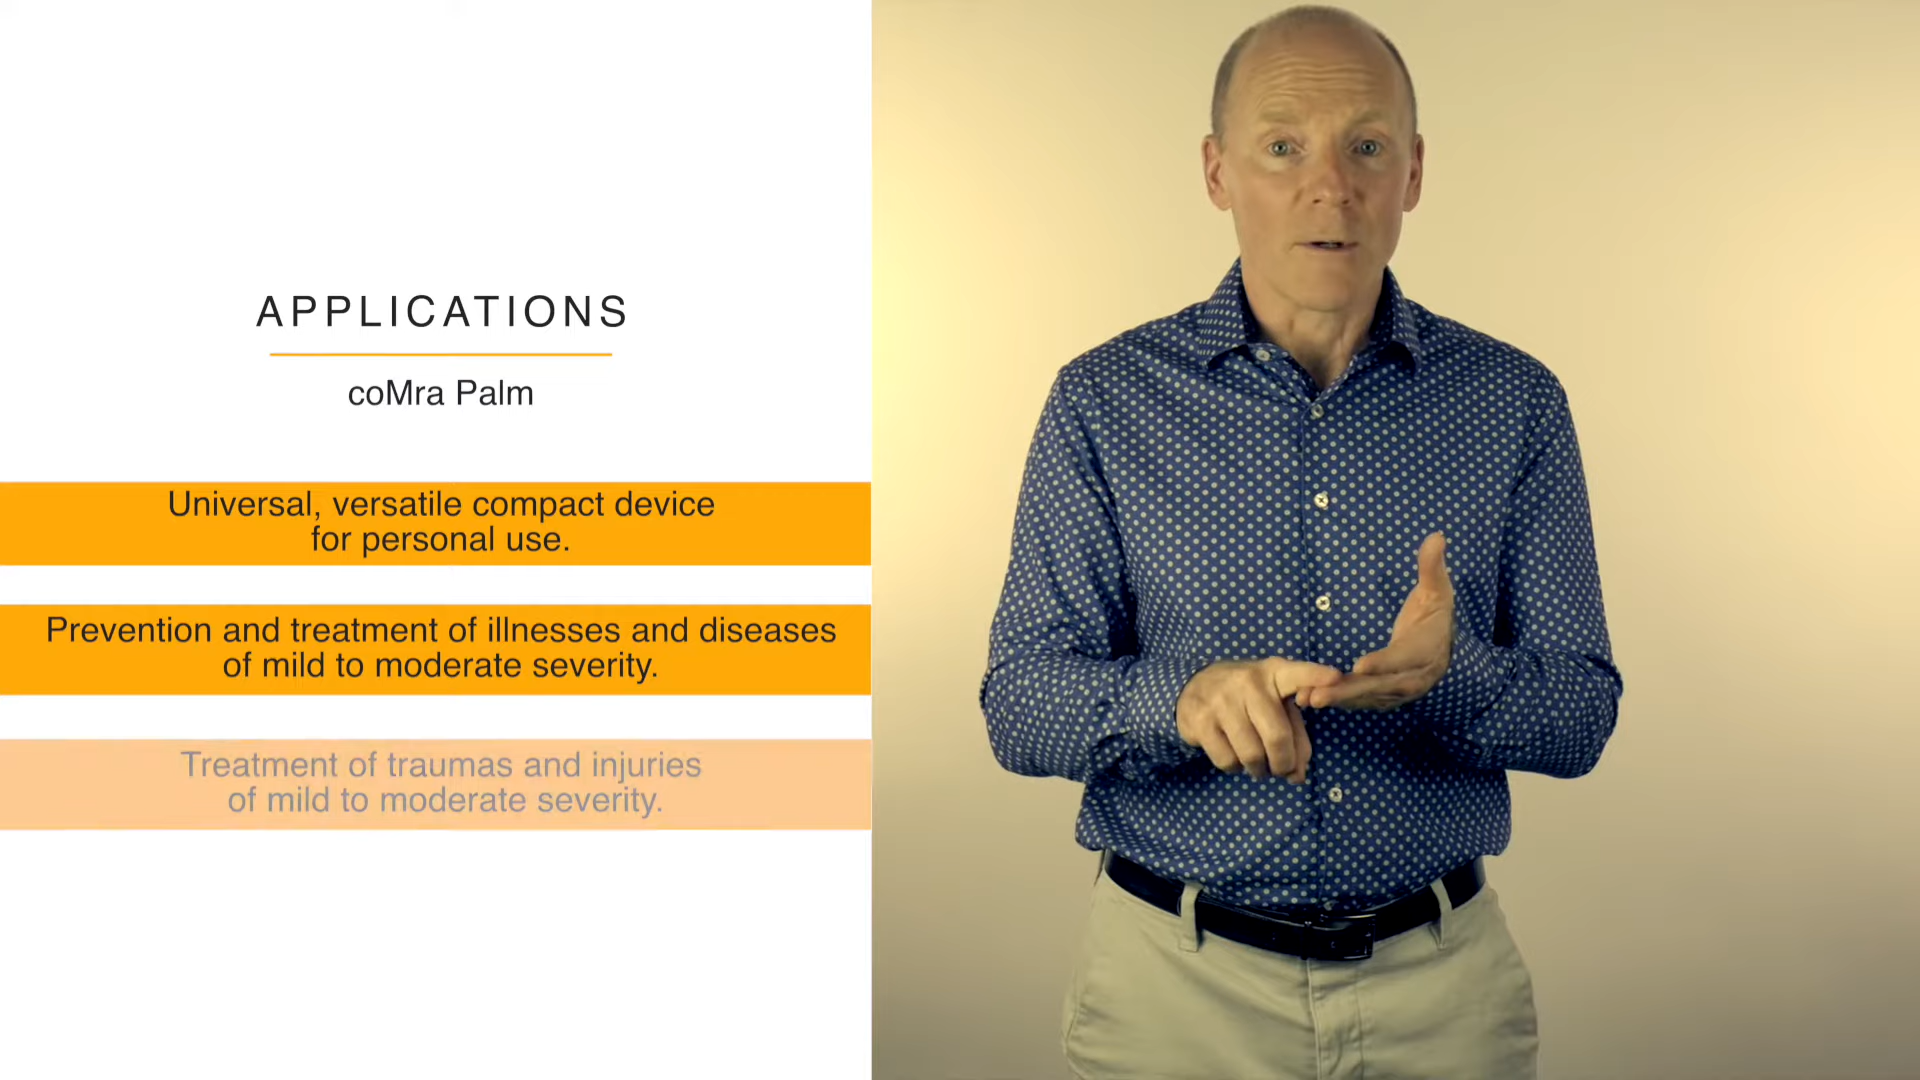 APPLICATIONS
coMra Palm
Universal, versatile compact device
for personal use.
Prevention and treatment of illnesses and diseases
of mild to moderate severity.
Treatment of traumas and injuries
of mild to moderate severity.